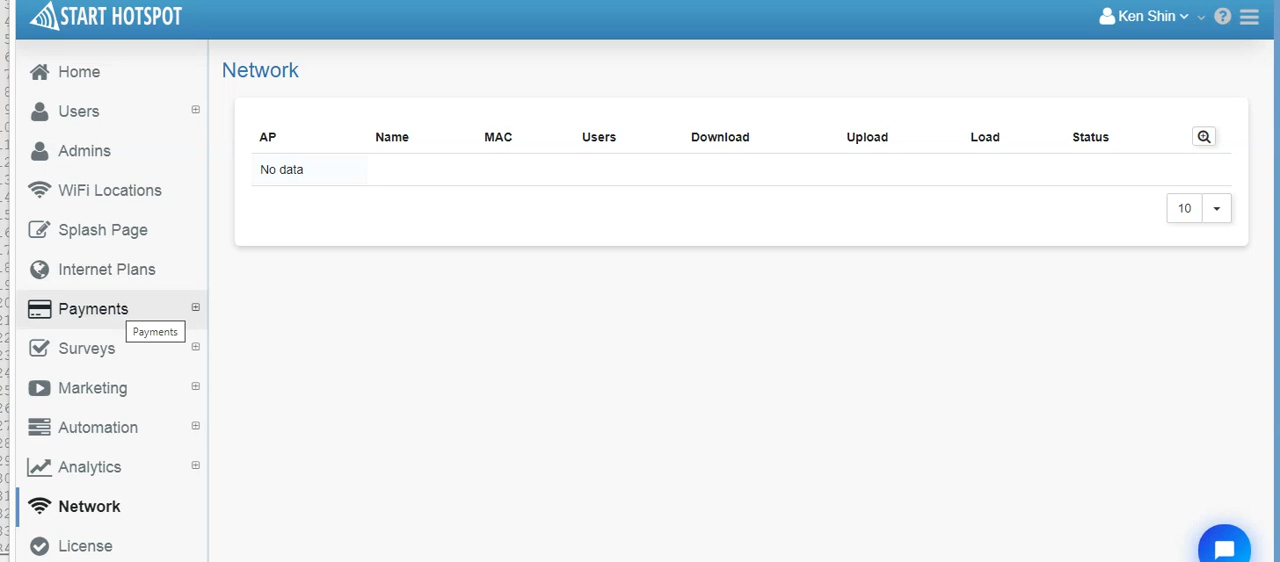 START HOTSPOT
Ken Shin
Home
Users
Admins
WiFi Locations
Splash Page
Internet Plans
Payments
Payments
Surveys
Marketing
Automation
Analytics
Network
License
Network
AP Name MAC Users Download Upload Load Status
No data
10